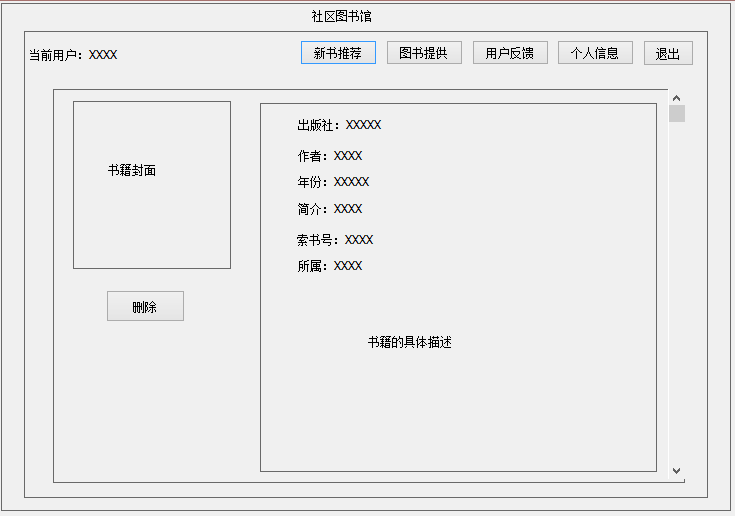 社区图书馆
当前用户：XXXX
新书推荐
图书提供
用户反馈
个人信息
退出
书籍封面
删除
出版社：XXXXX
作者：XXXX
年份：XXXXX
简介：XXXX
索书号：XXXX
所属：XXXX
书籍的具体描述